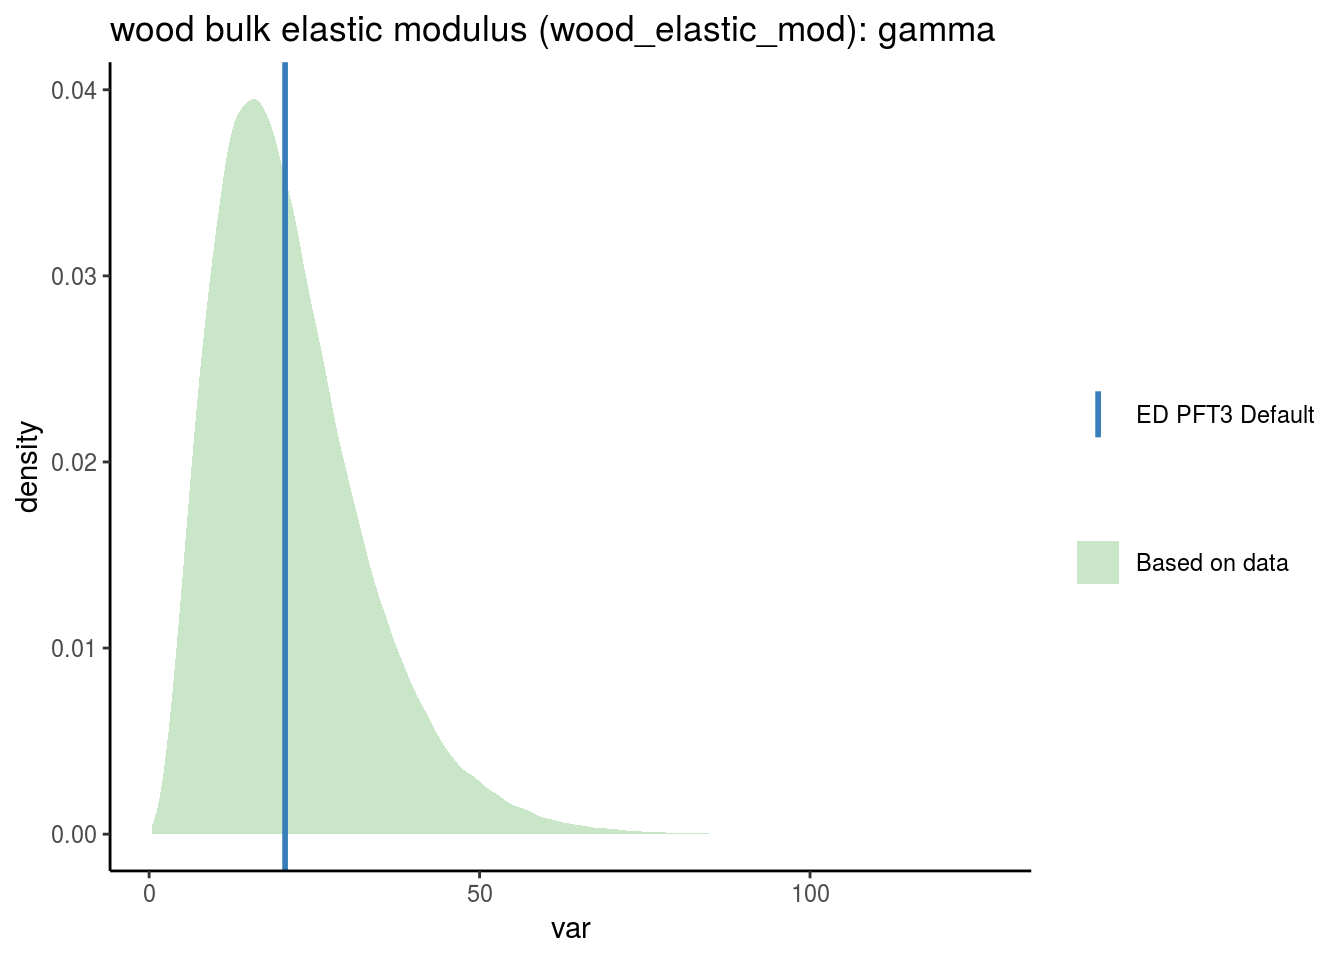 wood bulk elastic modulus (wood_elastic_mod): gamma
0.04
0.03
0.02
0.01
0.00
density
0
50
100
var
ED PFT3 Default
Based on data